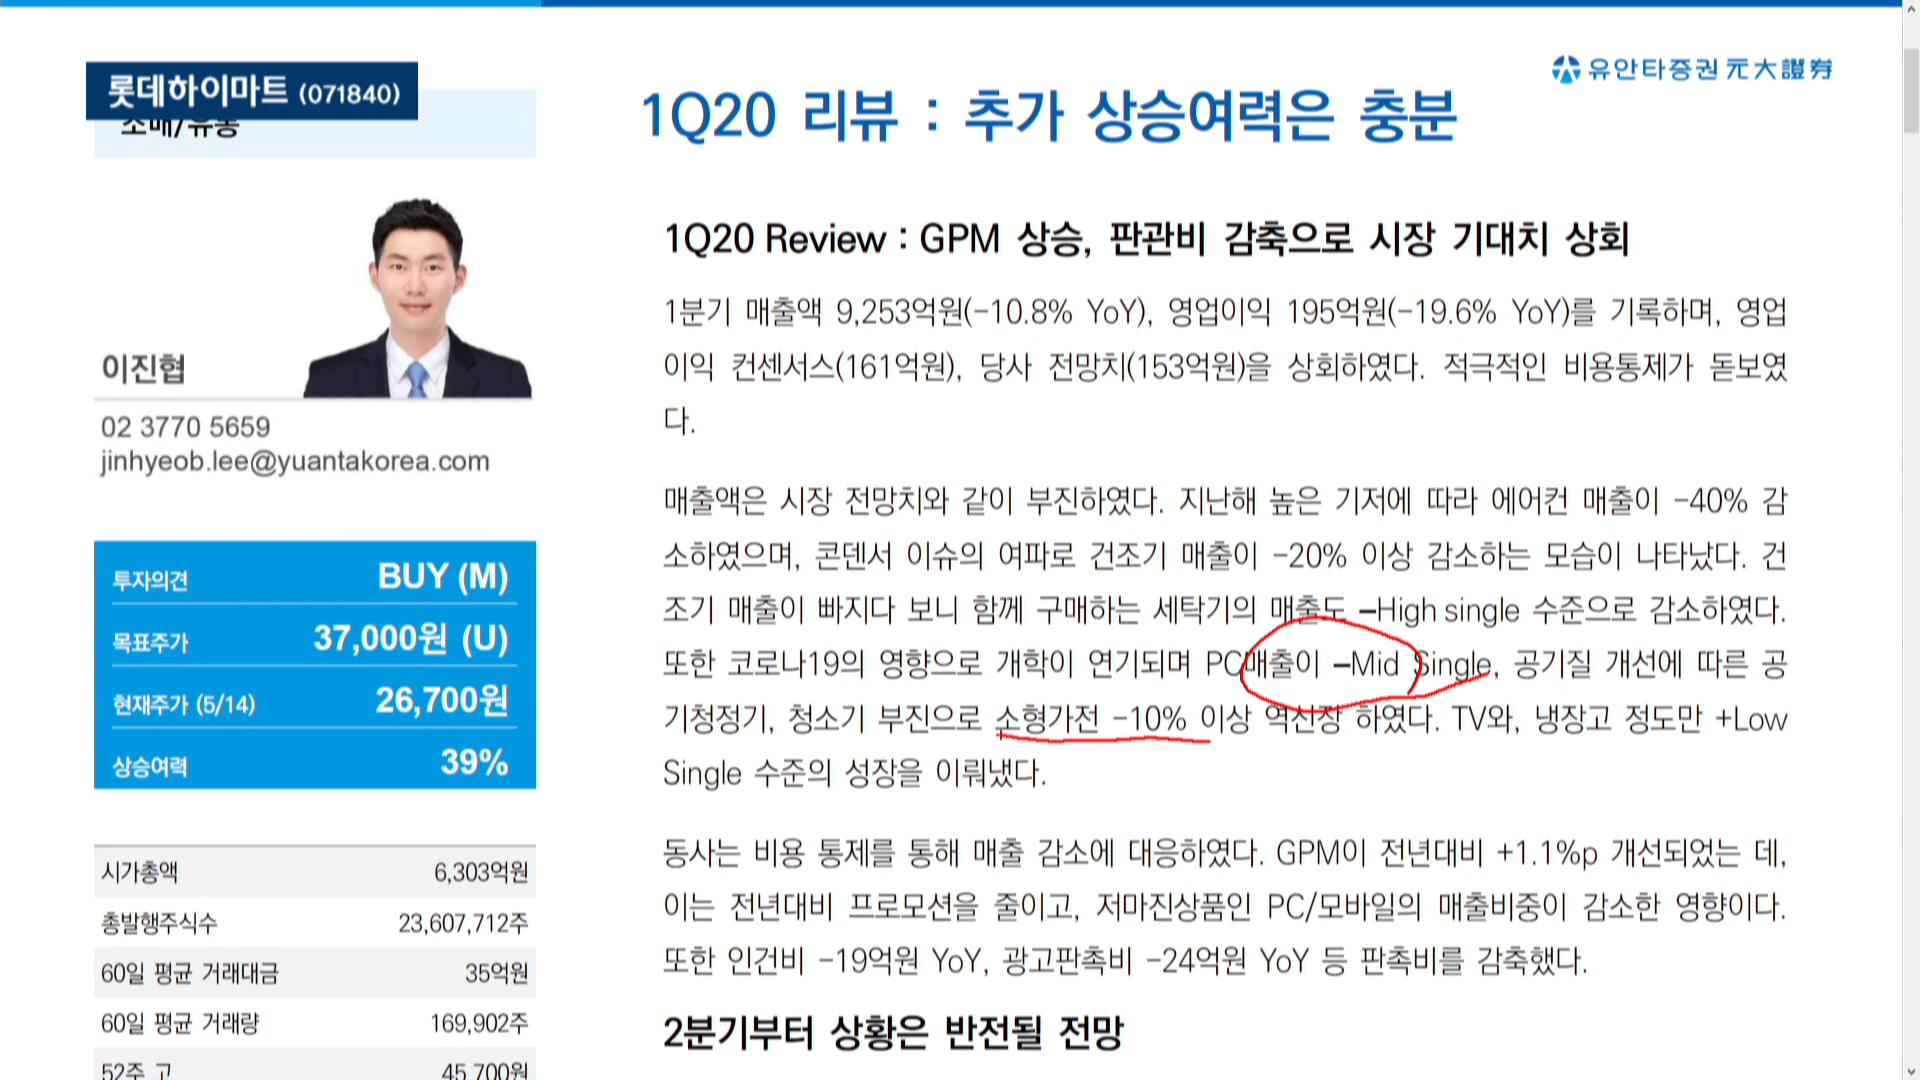 롯데하이마트 (071840)
소매/유통
유안타증권 元大證券
1Q20 리뷰 : 추가 상승여력은 충분
이진협
02 3770 5659
jinhyeob.lee@yuantakorea.com
투자의견 BUY (M)
목표주가 37,000원 (U)
현재주가 (5/14) 26,700원
상승여력 39%
시가총액 6,303억원
총발행주식수 23,607,712주
60일 평균 거래대금 35억원
60일 평균 거래량 169,902주
52주 고 45,700원
1Q20 Review : GPM 상승, 판관비 감축으로 시장 기대치 상회
1분기 매출액 9,253억원(-10.8% YoY), 영업이익 195억원(-19.6% YoY)를 기록하며, 영업
이익 컨센서스(161억원), 당사 전망치(153억원)을 상회하였다. 적극적인 비용통제가 돋보였
다.
매출액은 시장 전망치와 같이 부진하였다. 지난해 높은 기저에 따라 에어컨 매출이 -40% 감
소하였으며, 콘덴서 이슈의 여파로 건조기 매출이 -20% 이상 감소하는 모습이 나타났다. 건
조기 매출이 빠지다 보니 함께 구매하는 세탁기의 매출도 –High single 수준으로 감소하였다.
또한 코로나19의 영향으로 개학이 연기되며 PC매출이 –Mid Single, 공기질 개선에 따른 공
기청정기, 청소기 부진으로 소형가전 -10% 이상 역신장 하였다. TV와, 냉장고 정도만 +Low
Single 수준의 성장을 이뤄냈다.
동사는 비용 통제를 통해 매출 감소에 대응하였다. GPM이 전년대비 +1.1%p 개선되었는 데,
이는 전년대비 프로모션을 줄이고, 저마진상품인 PC/모바일의 매출비중이 감소한 영향이다.
또한 인건비 -19억원 YoY, 광고판촉비 -24억원 YoY 등 판촉비를 감축했다.
2분기부터 상황은 반전될 전망